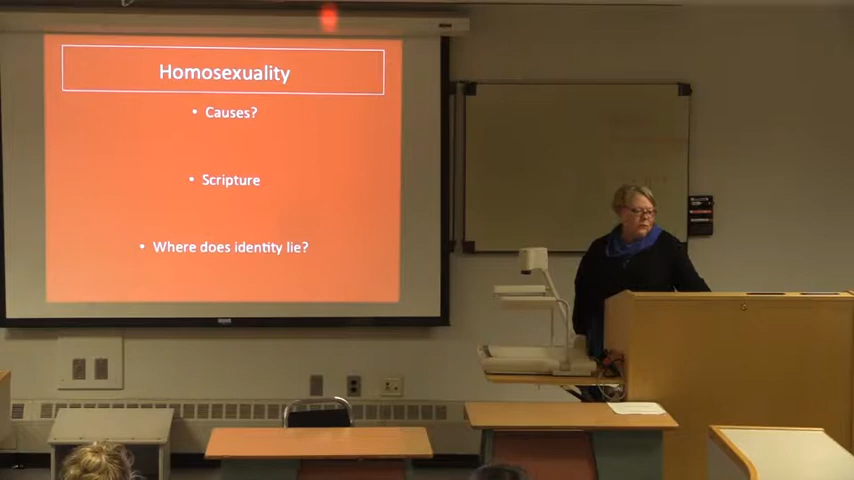 Homosexuality
• Causes?
• Scripture
• Where does identity lie?